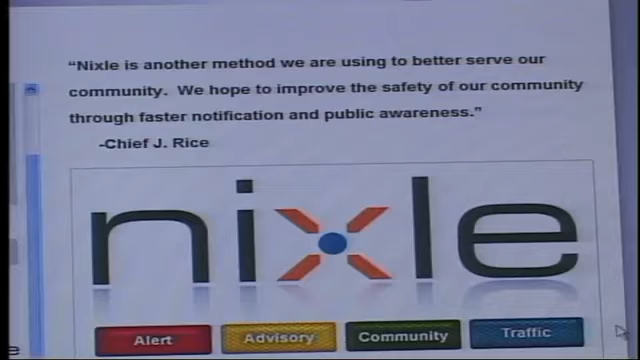 “Nixle is another method we are using to better serve our
community. We hope to improve the safety of our community
through faster notification and public awareness.”
-Chief J. Rice
nixle
Alert Advisory Community Traffic